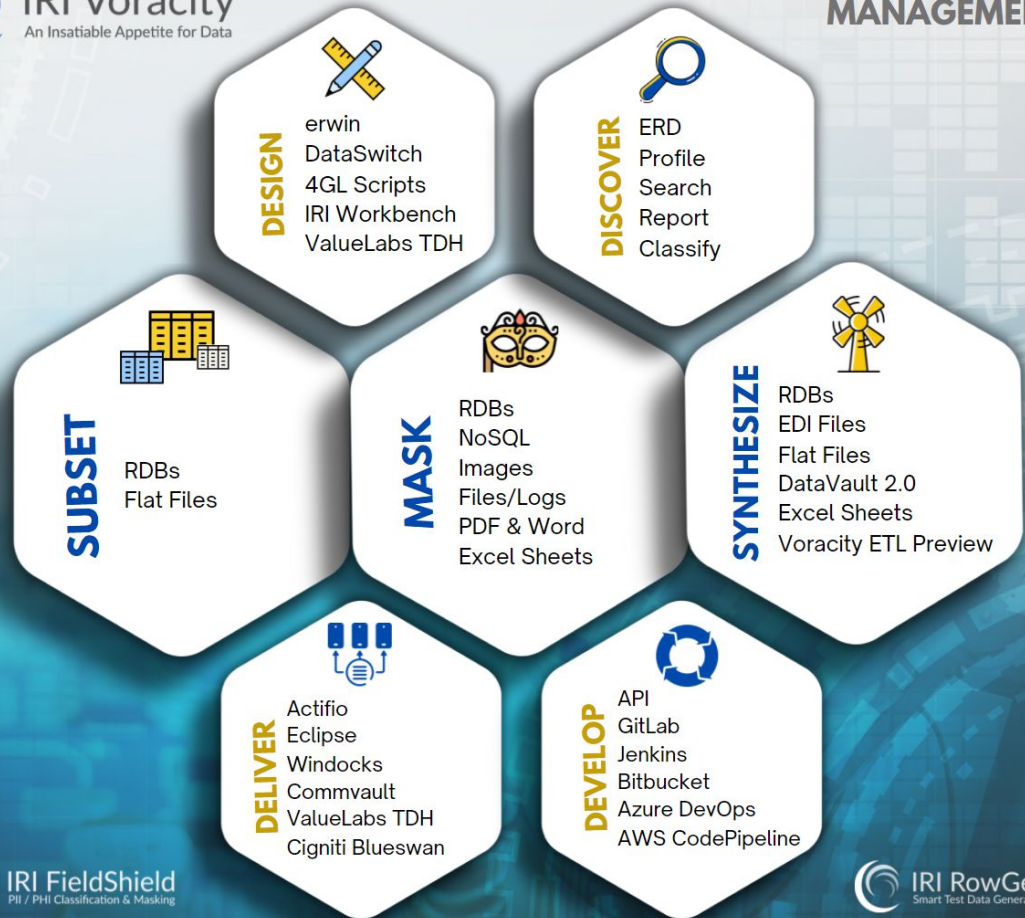 IRI Voracity
An Insatiable Appetite for Data
DESIGN
erwin
DataSwitch
4GL Scripts
IRI Workbench
ValueLabs TDH
DISCOVER
ERD
Profile
Search
Report
Classify
SUBSET
RDBs
Flat Files
MASK
RDBs
NoSQL
Images
Files/Logs
PDF & Word
Excel Sheets
SYNTHESIZE
RDBs
EDI Files
Flat Files
DataVault 2.0
Excel Sheets
Voracity ETL Preview
DELIVER
Actifio
Eclipse
Windocks
Commvault
ValueLabs TDH
Cigniti Blueswan
DEVELOP
API
GitLab
Jenkins
Bitbucket
Azure DevOps
AWS CodePipeline
IRI FieldShield
PII / PHI Classification & Masking
IRI
Smart Test Data